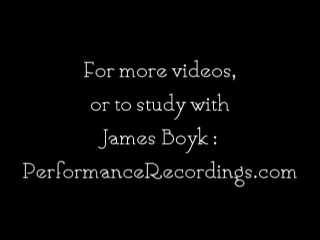 For more videos,
or to study with
James Boyk :
PerformanceRecordings.com